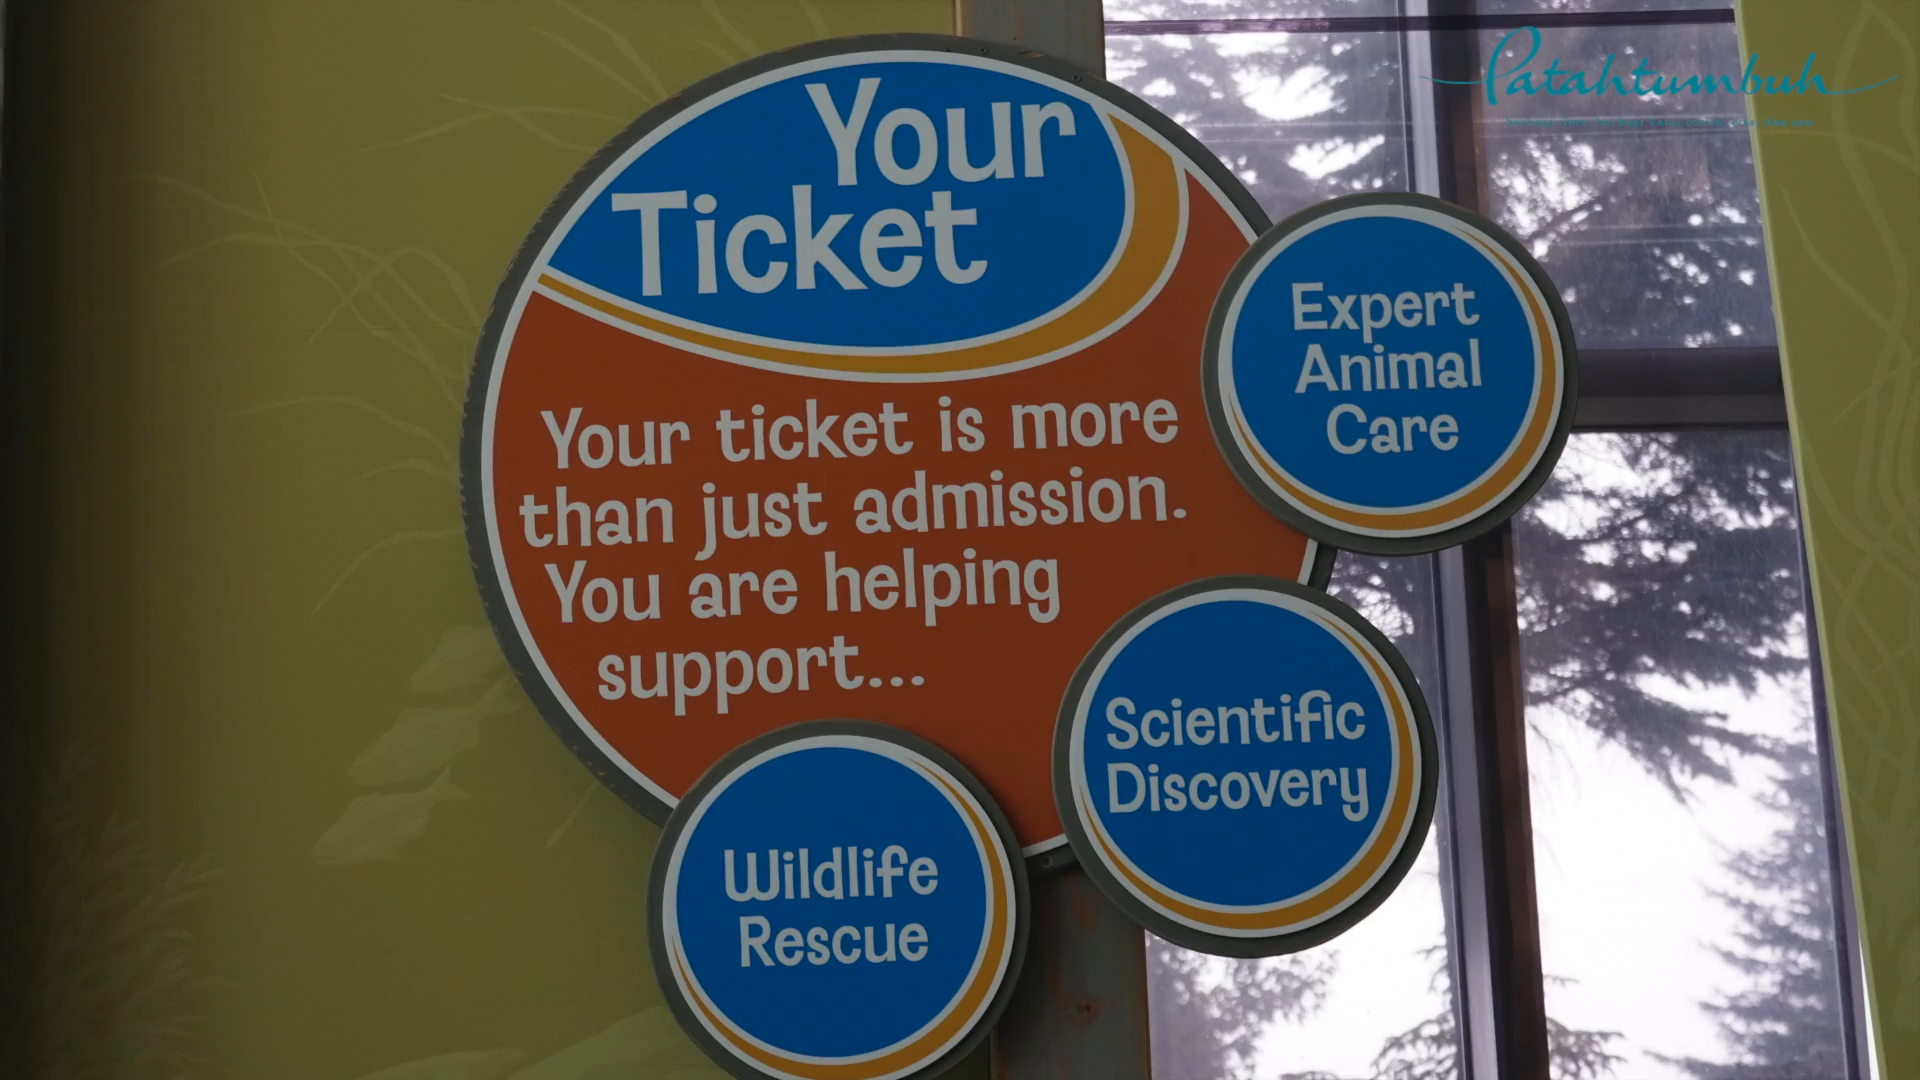 Patahtumbuh
Your
Ticket
Your ticket is more
than just admission.
You are helping
support...
Expert
Animal
Care
Scientific
Discovery
Wildlife
Rescue